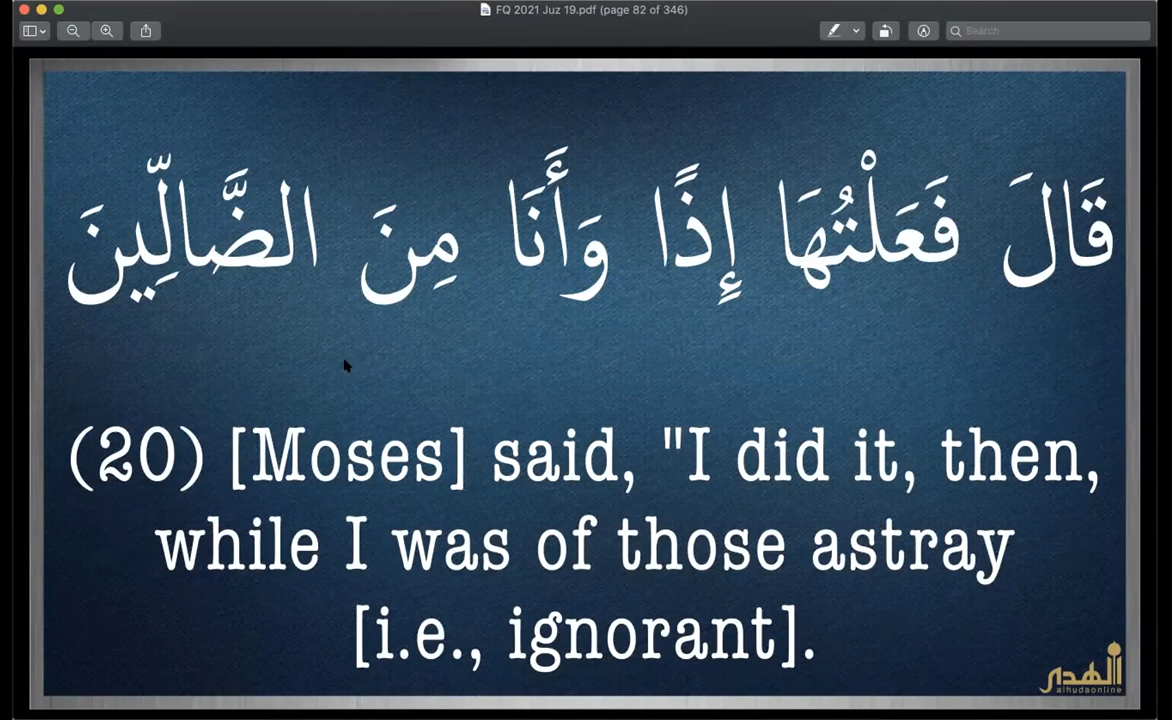 FQ 2021 Juz 19.pdf (page 82 of 346)
Search
قَالَ فَعَلْتُهَا إِذًا وَأَنَا مِنَ الضَّالِّينَ
(20) [Moses] said, "I did it, then,
while I was of those astray
[i.e., ignorant].
الهدى
alhudaonline